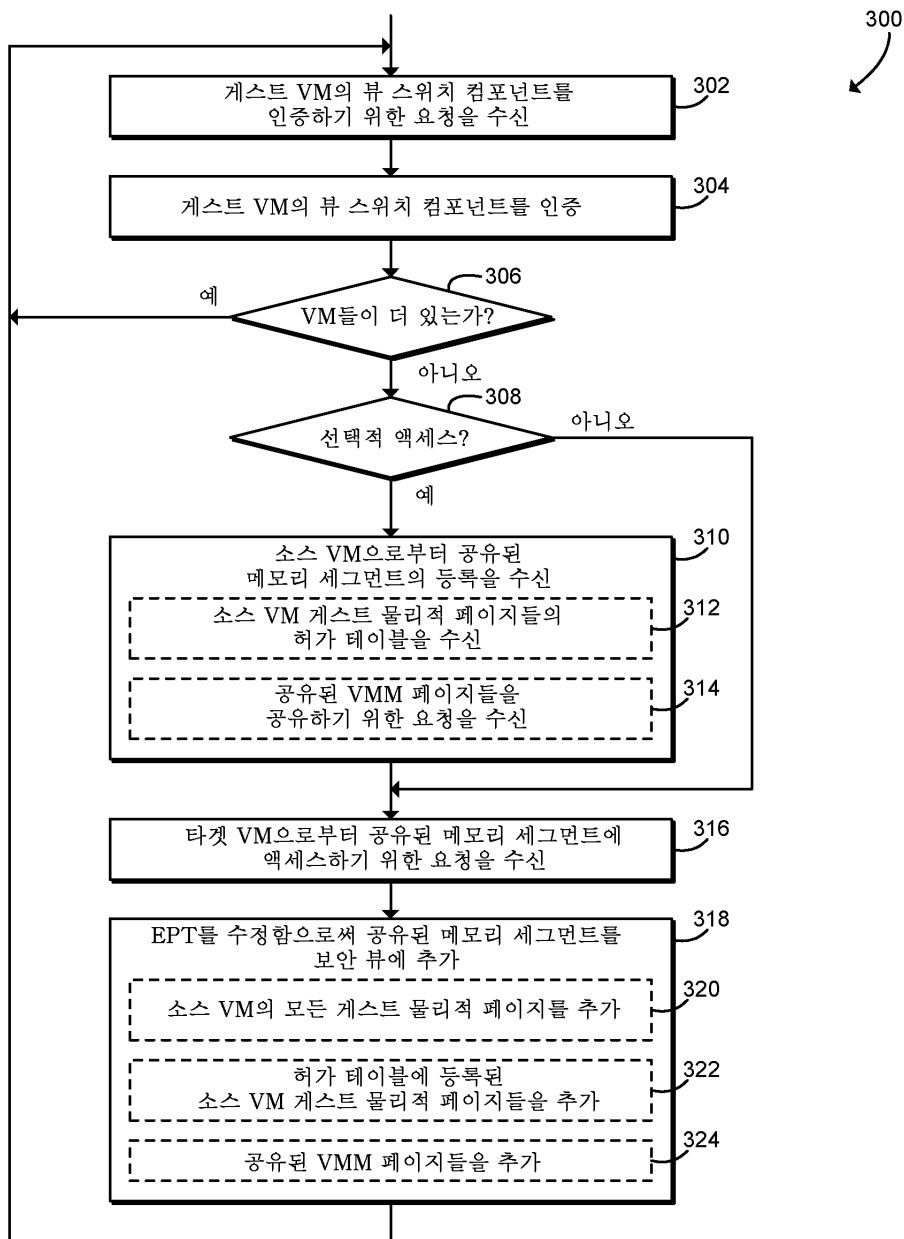 300
게스트 VM의 뷰 스위치 컴포넌트를
인증하기 위한 요청을 수신
302
게스트 VM의 뷰 스위치 컴포넌트를 인증
304
306
예
VM들이 더 있는가?
아니오
308
아니오
선택적 액세스?
예
소스 VM으로부터 공유된
메모리 세그먼트의 등록을 수신
310
소스 VM 게스트 물리적 페이지들의
허가 테이블을 수신
312
공유된 VMM 페이지들을
공유하기 위한 요청을 수신
314
타겟 VM으로부터 공유된 메모리 세그먼트에
액세스하기 위한 요청을 수신
316
EPT를 수정함으로써 공유된 메모리 세그먼트를
보안 뷰에 추가
318
소스 VM의 모든 게스트 물리적 페이지를 추가
320
허가 테이블에 등록된
소스 VM 게스트 물리적 페이지들을 추가
322
공유된 VMM 페이지들을 추가
324